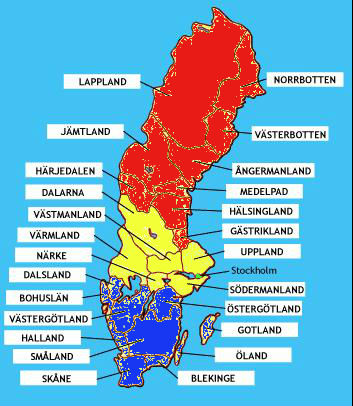 LAPPLAND
NORRBOTTEN
JÄMTLAND
VÄSTERBOTTEN
HÄRJEDALEN
ÅNGERMANLAND
DALARNA
MEDELPAD
VÄSTMANLAND
HÄLSINGLAND
VÄRMLAND
GÄSTRIKLAND
NÄRKE
UPPLAND
DALSLAND
Stockholm
BOHUSLÄN
SÖDERMANLAND
VÄSTERGÖTLAND
ÖSTERGÖTLAND
HALLAND
GOTLAND
SMÅLAND
ÖLAND
SKÅNE
BLEKINGE